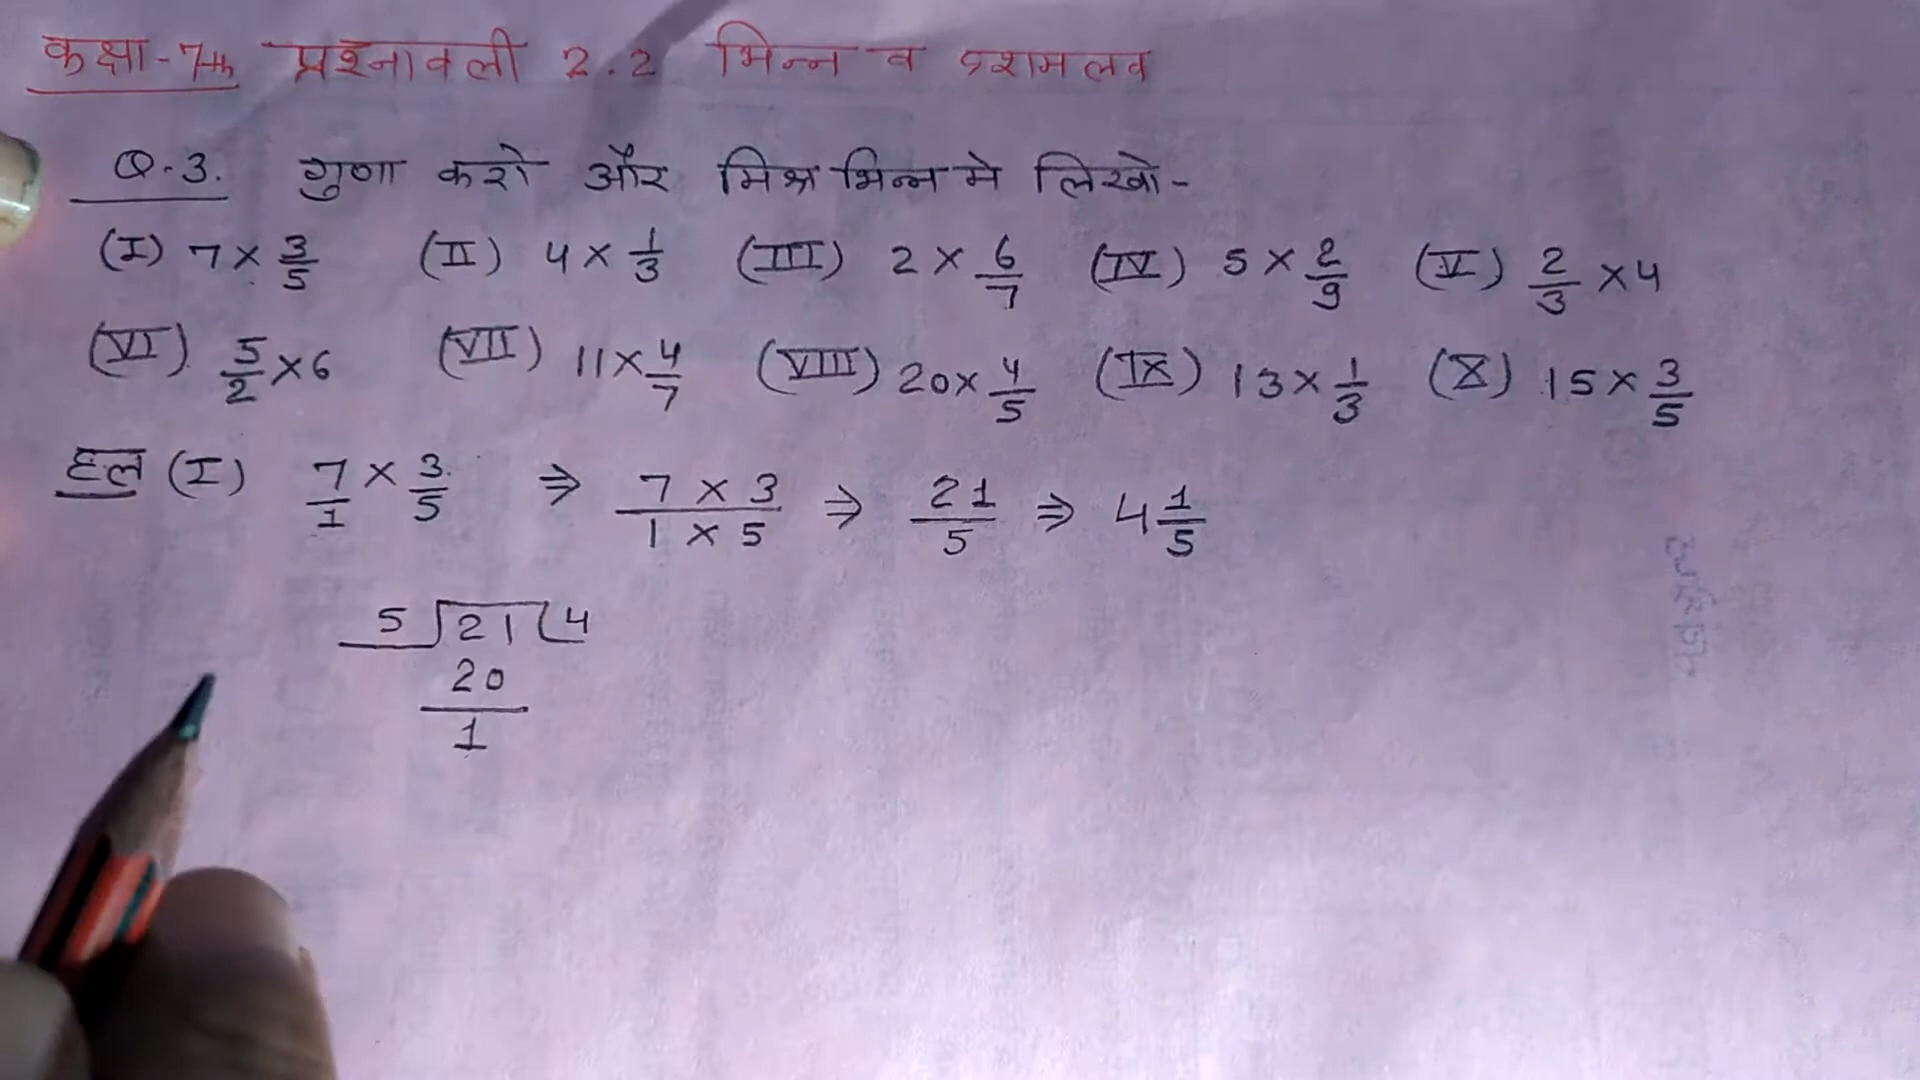 कक्षा-7th प्रश्नावली 2.2 भिन्न व दशमलव
Q.3. गुणा करो और मिश्र भिन्न मे लिखो-
(I) 7 × 3/5 (II) 4 × 1/3 (III) 2 × 6/7 (IV) 5 × 2/9 (V) 2/3 × 4
(VI) 5/2 × 6 (VII) 11 × 4/7 (VIII) 20 × 4/5 (IX) 13 × 1/3 (X) 15 × 3/5
हल (I) 7/1 × 3/5 ⇒ 7 × 3/1 × 5 ⇒ 21/5 ⇒ 4 1/5
5 21 4
20
1